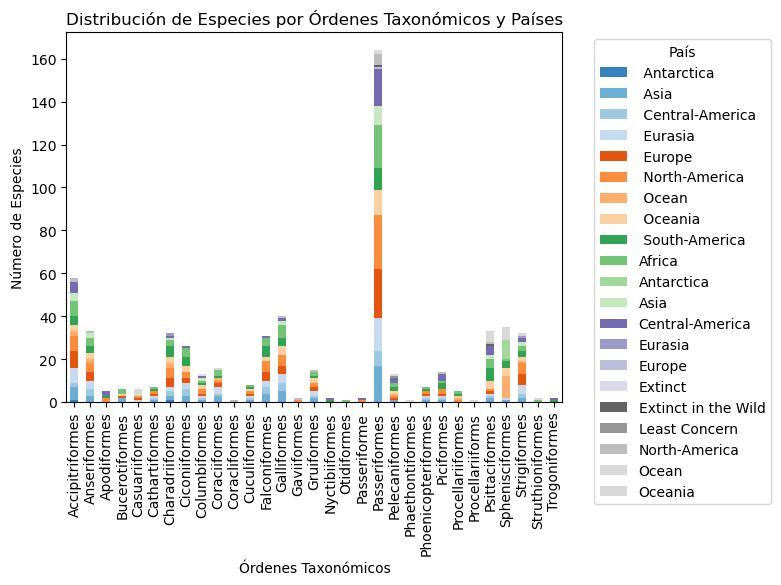 Distribución de Especies por Órdenes Taxonómicos y Países
Número de Especies
160
140
120
100
80
60
40
20
0
Accipitriformes
Anseriformes
Apodiformes
Bucerotiformes
Casuariiformes
Cathartiformes
Charadriiformes
Ciconiiformes
Columbiformes
Coraciiformes
Coracliformes
Cuculiformes
Falconiformes
Galliformes
Gaviiformes
Gruiformes
Nyctibiiformes
Otidiformes
Passeriforme
Passeriformes
Pelecaniformes
Phaethontiformes
Phoenicopteriformes
Piciformes
Procellariiformes
Procellariiforms
Psittaciformes
Sphenisciformes
Strigiformes
Struthioniformes
Trogoniformes
Órdenes Taxonómicos
País
Antarctica
Asia
Central-America
Eurasia
Europe
North-America
Ocean
Oceania
South-America
Africa
Antarctica
Asia
Central-America
Eurasia
Europe
Extinct
Extinct in the Wild
Least Concern
North-America
Ocean
Oceania